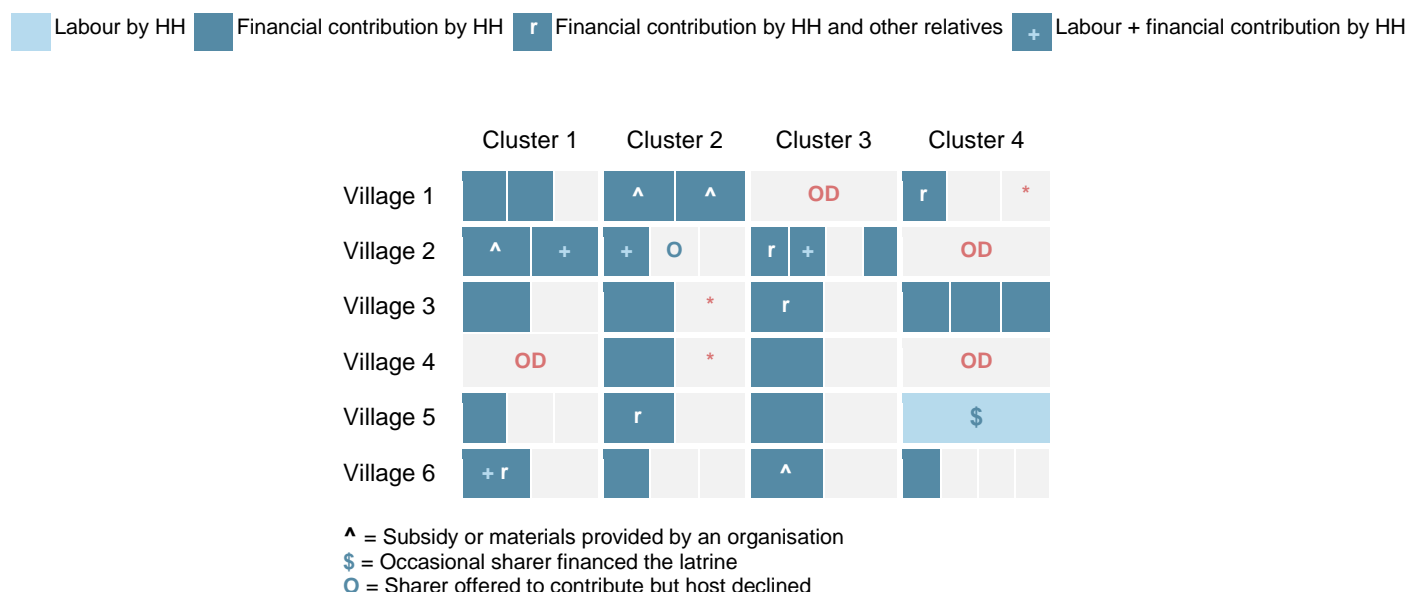 Labour by HH Financial contribution by HH r Financial contribution by HH and other relatives + Labour + financial contribution by HH
Cluster 1 Cluster 2 Cluster 3 Cluster 4
Village 1 ^ ^ OD r *
Village 2 ^ + + O r + OD
Village 3 * r
Village 4 OD * OD
Village 5 r $
Village 6 + r ^
^ = Subsidy or materials provided by an organisation
$ = Occasional sharer financed the latrine
O = Sharer offered to contribute but host declined